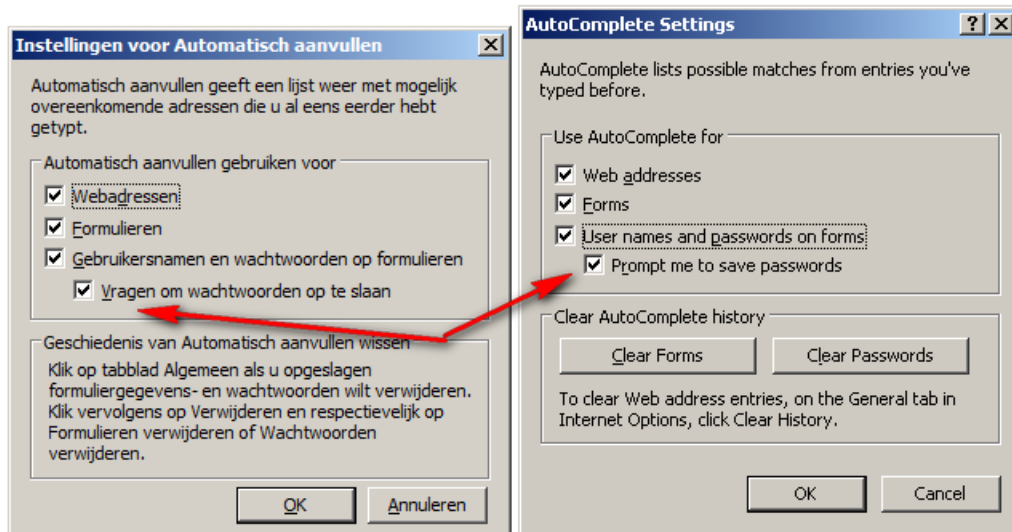 Instellingen voor Automatisch aanvullen
Automatisch aanvullen geeft een lijst weer met mogelijk
overeenkomende adressen die u al eens eerder hebt
getypt.
Automatisch aanvullen gebruiken voor
Webadressen
Formulieren
Gebruikersnamen en wachtwoorden op formulieren
Vragen om wachtwoorden op te slaan
Geschiedenis van Automatisch aanvullen wissen
Klik op tabblad Algemeen als u opgeslagen
formuliergegevens- en wachtwoorden wilt verwijderen.
Klik vervolgens op Verwijderen en respectievelijk op
Formulieren verwijderen of Wachtwoorden
verwijderen.
OK
Annuleren
AutoComplete Settings
AutoComplete lists possible matches from entries you've
typed before.
Use AutoComplete for
Web addresses
Forms
User names and passwords on forms
Prompt me to save passwords
Clear AutoComplete history
Clear Forms
Clear Passwords
To clear Web address entries, on the General tab in
Internet Options, click Clear History.
OK
Cancel